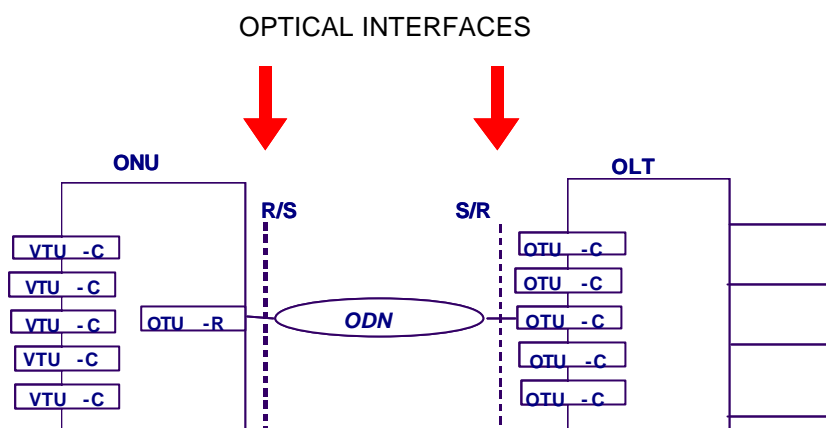 OPTICAL INTERFACES
ONU
OLT
R/S
S/R
VTU -C
VTU -C
VTU -C
VTU -C
VTU -C
OTU -R
ODN
OTU -C
OTU -C
OTU -C
OTU -C
OTU -C